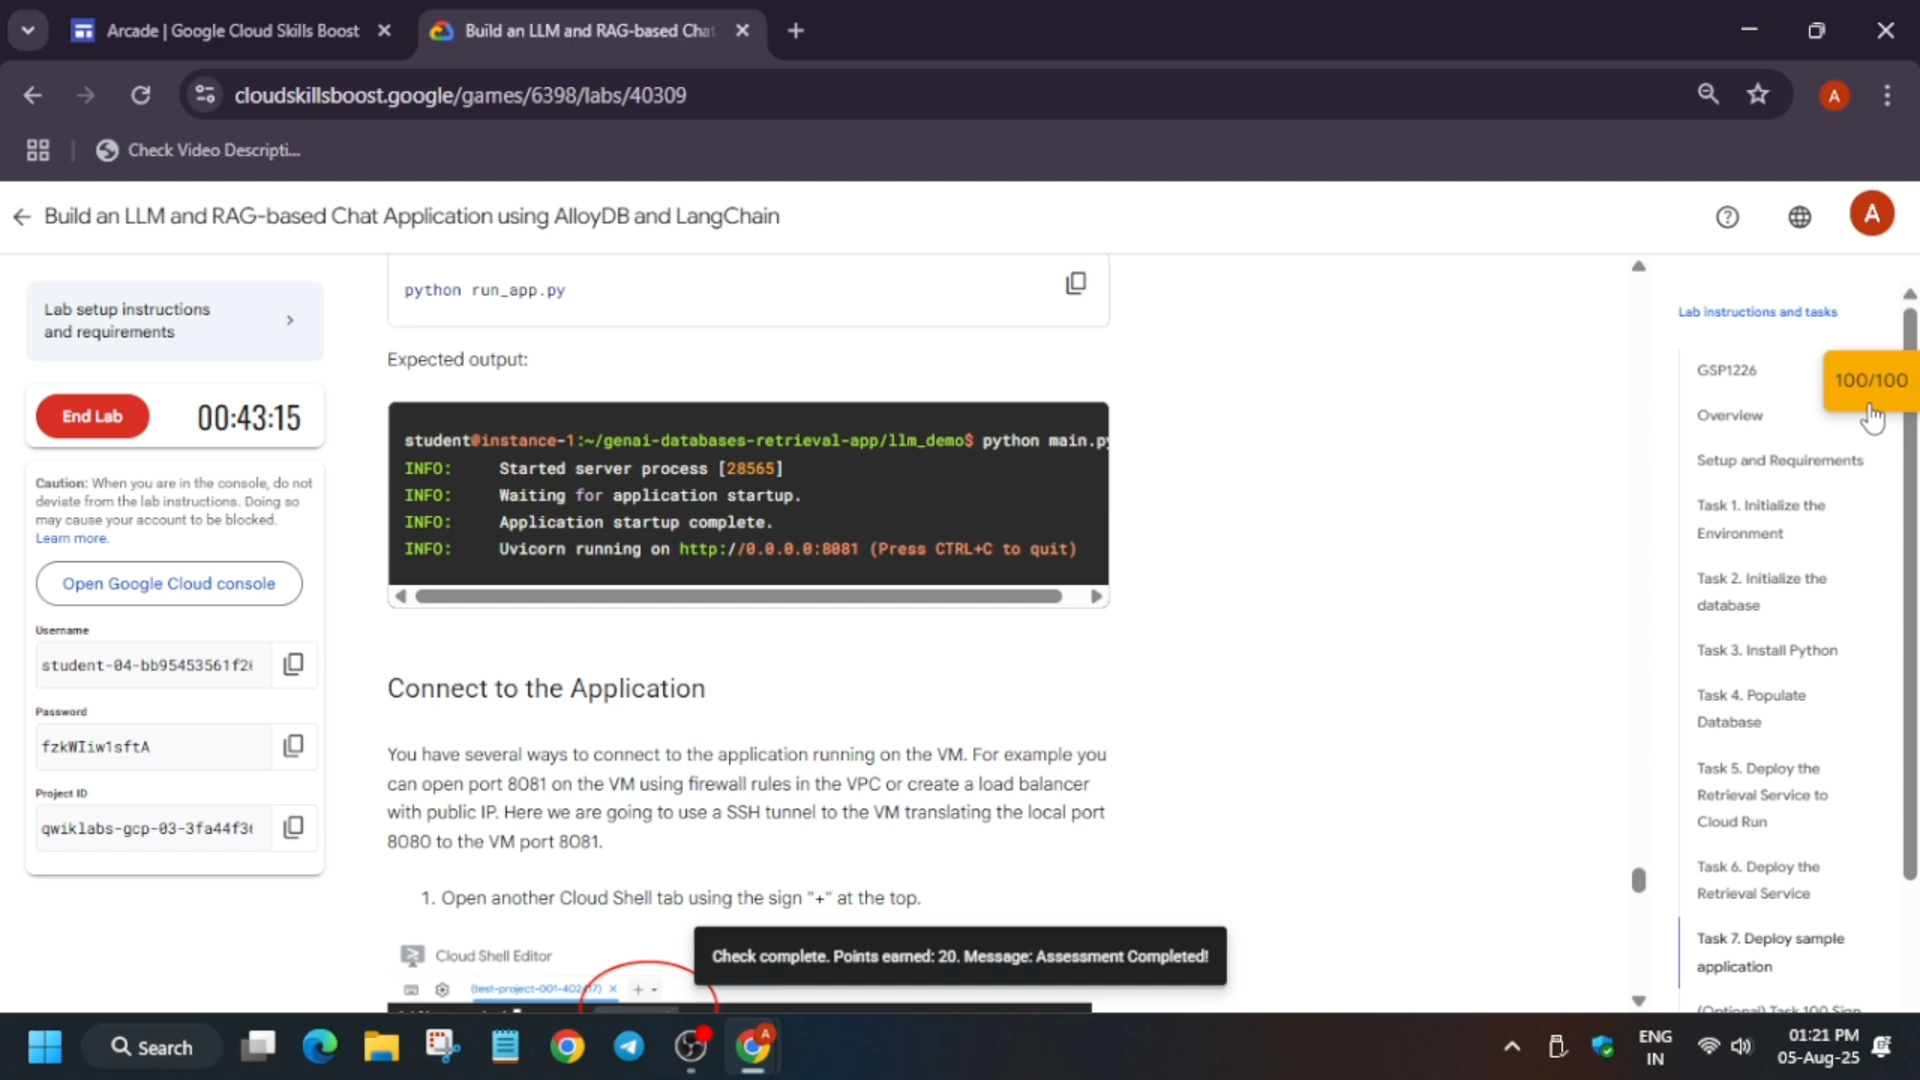 Arcade | Google Cloud Skills Boost
Build an LLM and RAG-based Chat
cloudskillsboost.google/games/6398/labs/40309
A
Check Video Descripti...
Build an LLM and RAG-based Chat Application using AlloyDB and LangChain
A
Lab setup instructions
and requirements
End Lab
00:43:15
Caution: When you are in the console, do not
deviate from the lab instructions. Doing so
may cause your account to be blocked.
Learn more.
Open Google Cloud console
Username
student-04-bb95453561f2
Password
fzkWIiw1sftA
Project ID
qwiklabs-gcp-03-3fa44f3
python run_app.py
Expected output:
student@instance-1:~/genai-databases-retrieval-app/llm_demo$ python main.py
INFO: Started server process [28565]
INFO: Waiting for application startup.
INFO: Application startup complete.
INFO: Uvicorn running on http://0.0.0.0:8081 (Press CTRL+C to quit)
Connect to the Application
You have several ways to connect to the application running on the VM. For example you
can open port 8081 on the VM using firewall rules in the VPC or create a load balancer
with public IP. Here we are going to use a SSH tunnel to the VM translating the local port
8080 to the VM port 8081.
1. Open another Cloud Shell tab using the sign "+" at the top.
Cloud Shell Editor
Check complete. Points earned: 20. Message: Assessment Completed!
Lab instructions and tasks
GSP1226
100/100
Overview
Setup and Requirements
Task 1. Initialize the
Environment
Task 2. Initialize the
database
Task 3. Install Python
Task 4. Populate
Database
Task 5. Deploy the
Retrieval Service to
Cloud Run
Task 6. Deploy the
Retrieval Service
Task 7. Deploy sample
application
(Optional) Task 100 Sign
Search
A
ENG
IN
01:21 PM
05-Aug-25